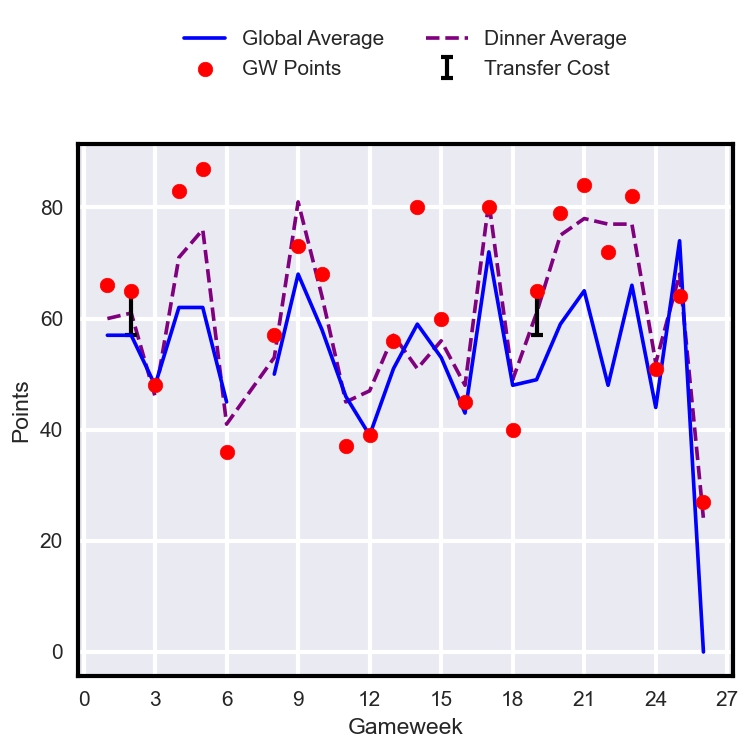 Global Average
Dinner Average
GW Points
Transfer Cost
80
60
40
20
0
Points
0 3 6 9 12 15 18 21 24 27
Gameweek